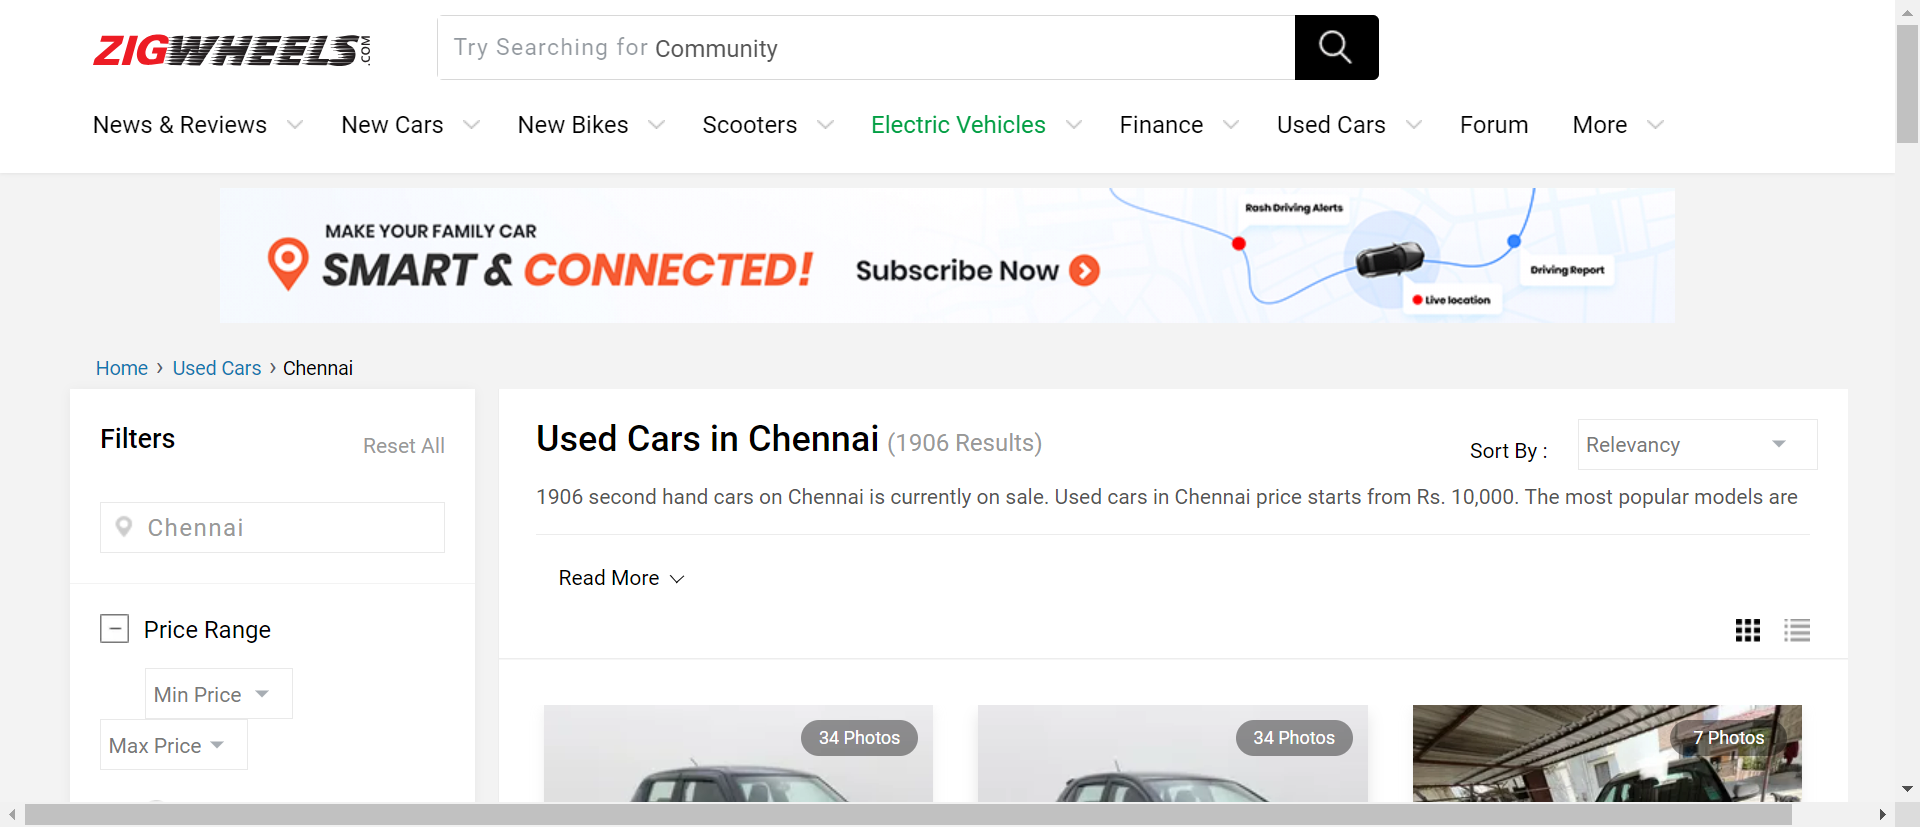 ZIGWHEELS.COM
Try Searching for Community
News & Reviews New Cars New Bikes Scooters Electric Vehicles Finance Used Cars Forum More
MAKE YOUR FAMILY CAR
SMART & CONNECTED!
Subscribe Now
Rash Driving Alerts
Driving Report
Live location
Home › Used Cars › Chennai
Filters
Reset All
Chennai
Price Range
Min Price
Max Price
Used Cars in Chennai (1906 Results)
Sort By :
Relevancy
1906 second hand cars on Chennai is currently on sale. Used cars in Chennai price starts from Rs. 10,000. The most popular models are
Read More
34 Photos
34 Photos
7 Photos